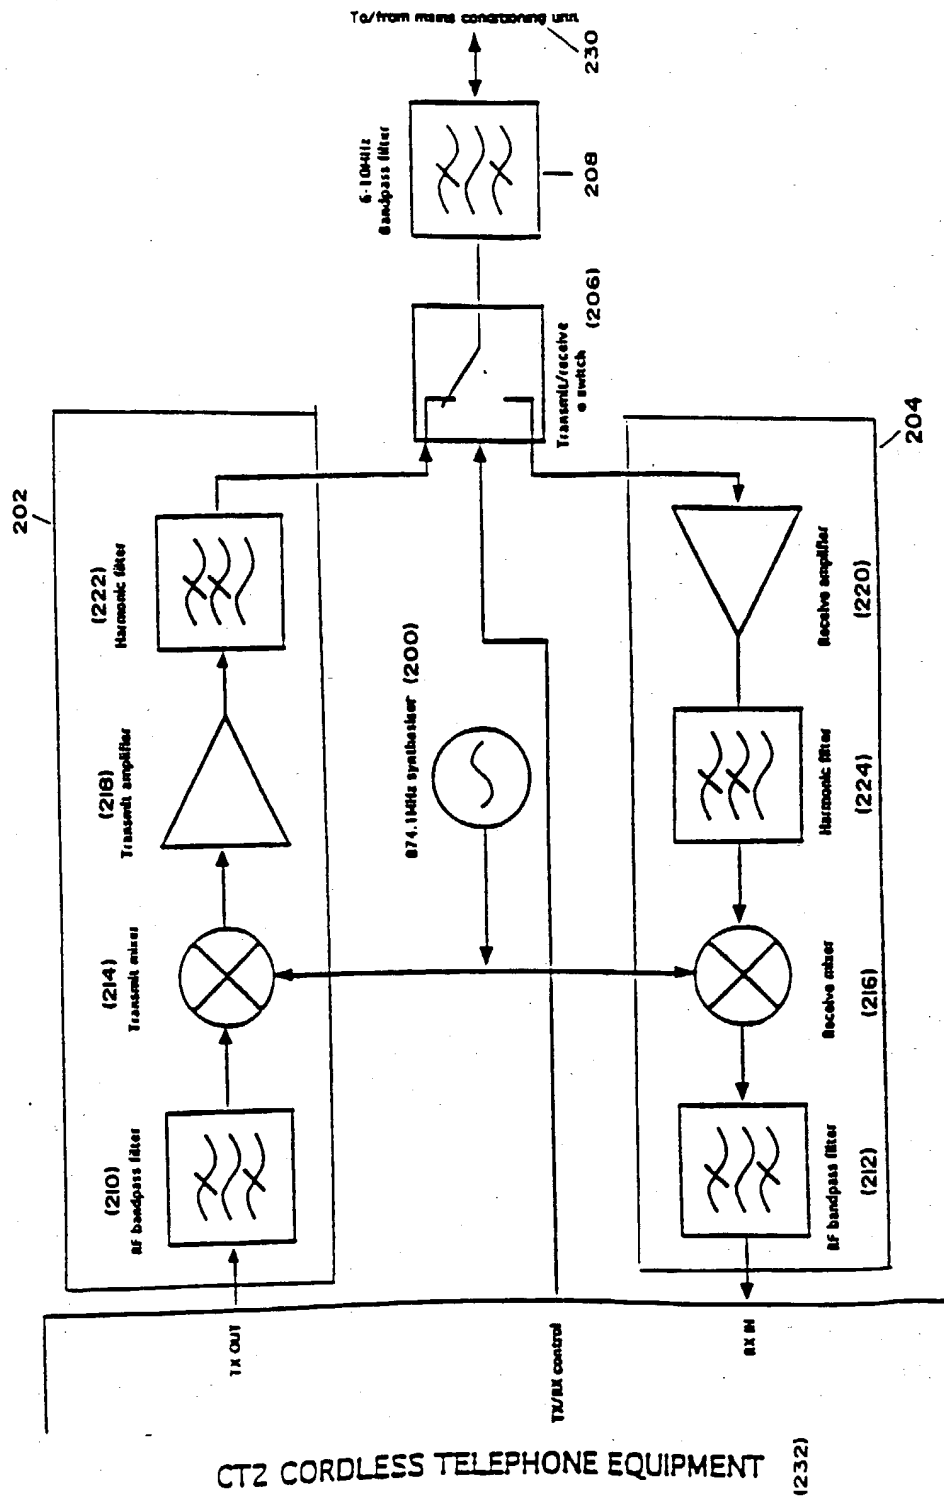 To/from mains conditioning unit
230
6-10MHz
Bandpass filter
208
(206)
Transmit/receive
e switch
202
204
(222)
Harmonic filter
Receive amplifier
(220)
(218)
Transmit amplifier
874.1MHz synthesiser (200)
Harmonic filter
(224)
(214)
Transmit mixer
Receive mixer
(216)
(210)
RF bandpass filter
RF bandpass filter
(212)
TX OUT
TX/RX control
RX IN
CT2 CORDLESS TELEPHONE EQUIPMENT
(232)